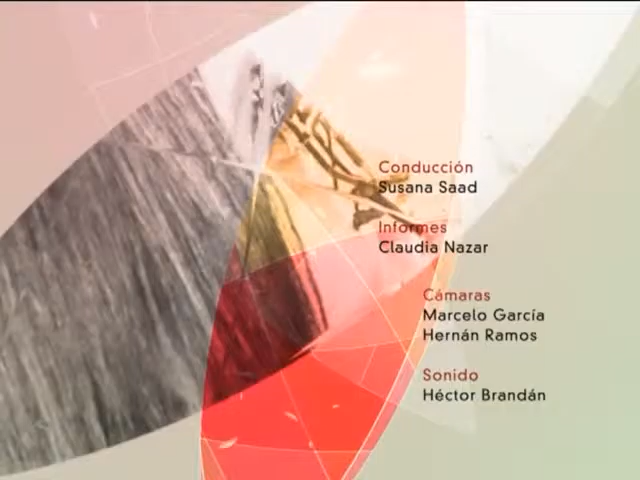 Conducción
Susana Saad
Informes
Claudia Nazar
Cámaras
Marcelo García
Hernán Ramos
Sonido
Héctor Brandán